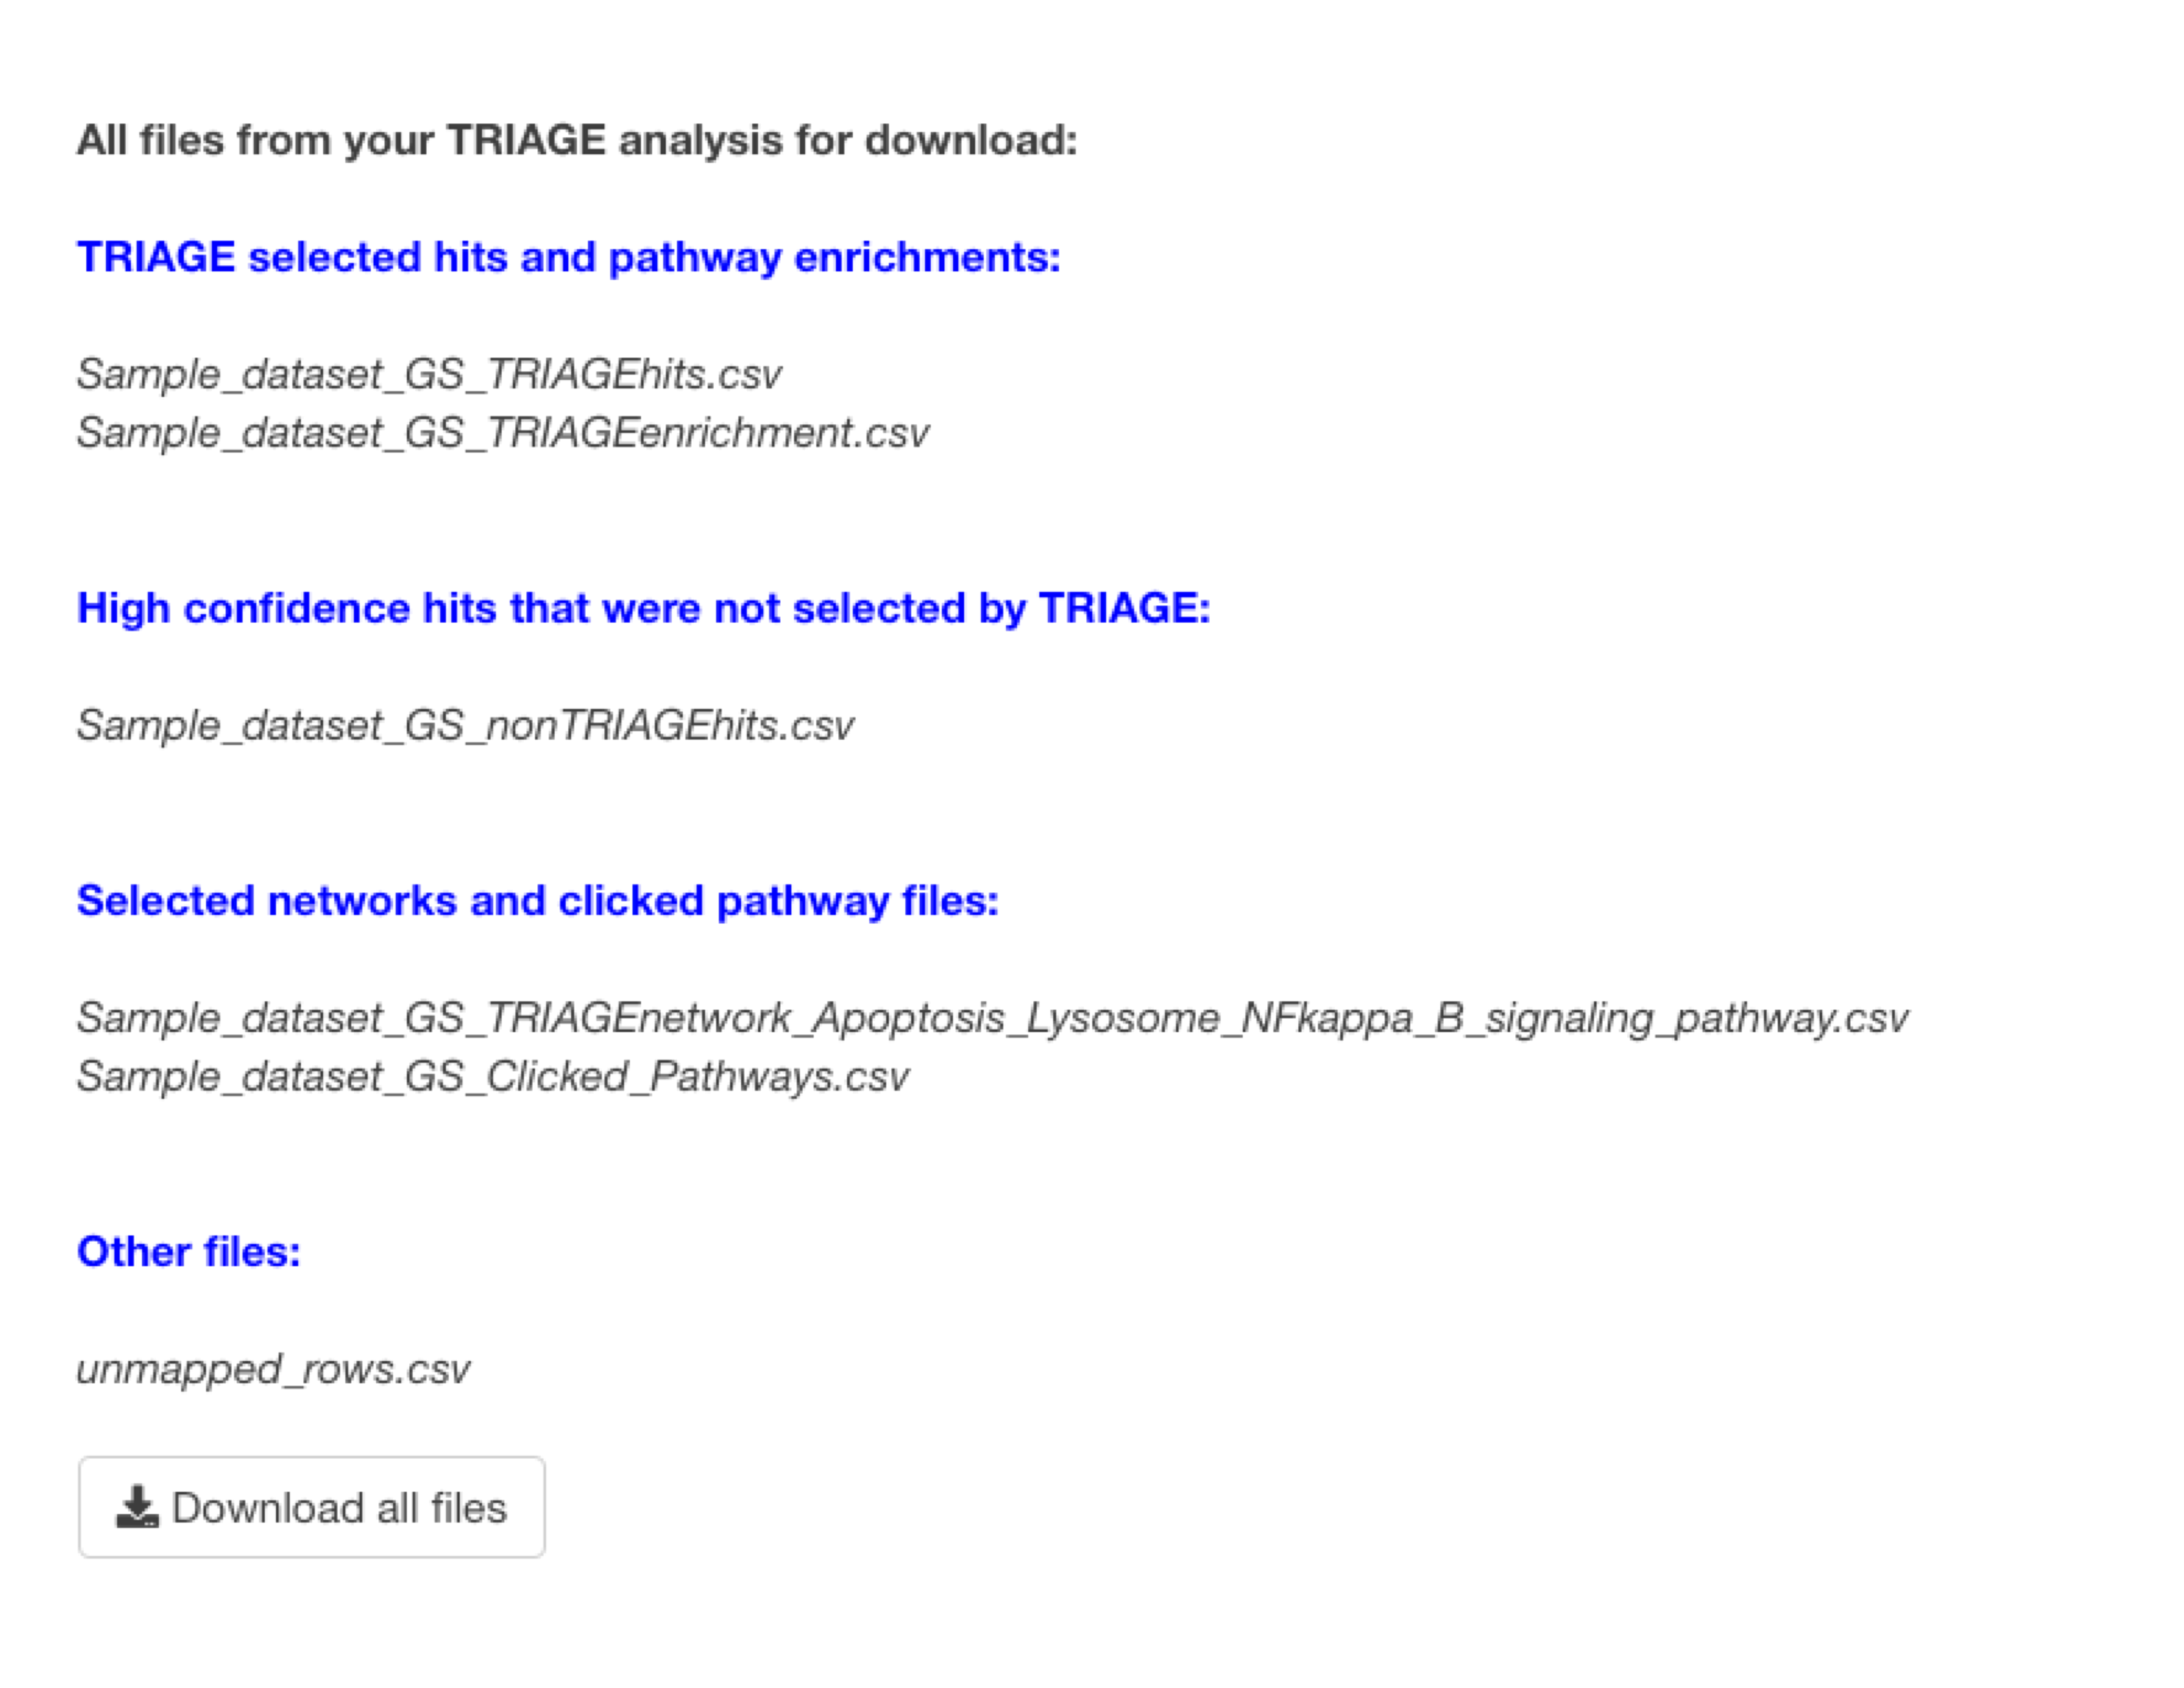 All files from your TRIAGE analysis for download:
TRIAGE selected hits and pathway enrichments:
Sample_dataset_GS_TRIAGEhits.csv
Sample_dataset_GS_TRIAGEenrichment.csv
High confidence hits that were not selected by TRIAGE:
Sample_dataset_GS_nonTRIAGEhits.csv
Selected networks and clicked pathway files:
Sample_dataset_GS_TRIAGEnetwork_Apoptosis_Lysosome_NFkappa_B_signaling_pathway.csv
Sample_dataset_GS_Clicked_Pathways.csv
Other files:
unmapped_rows.csv
Download all files